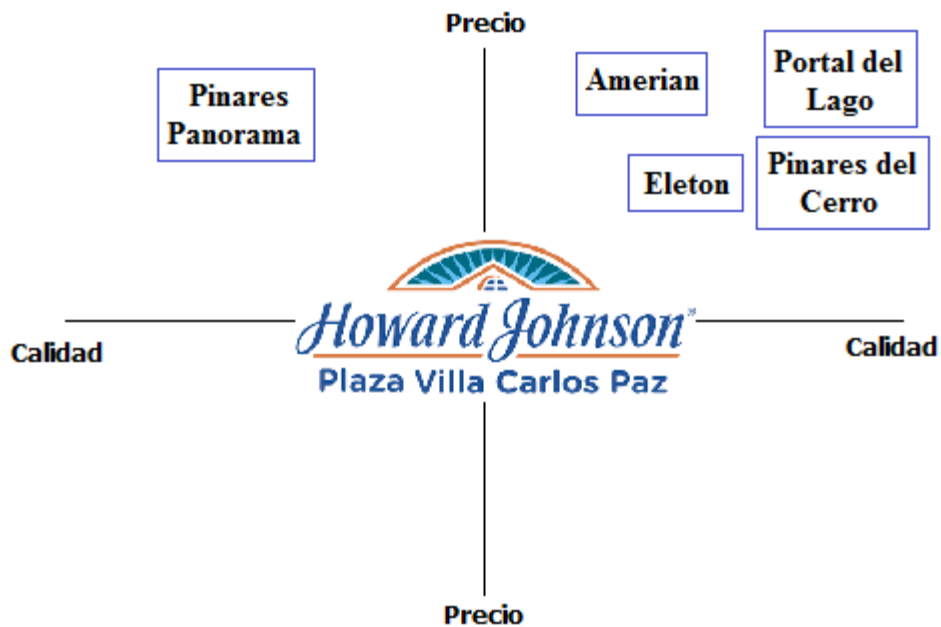 Precio
Pinares
Panorama
Amerian
Portal del
Lago
Eleton
Pinares del
Cerro
Howard Johnson®
Plaza Villa Carlos Paz
Calidad
Calidad
Precio